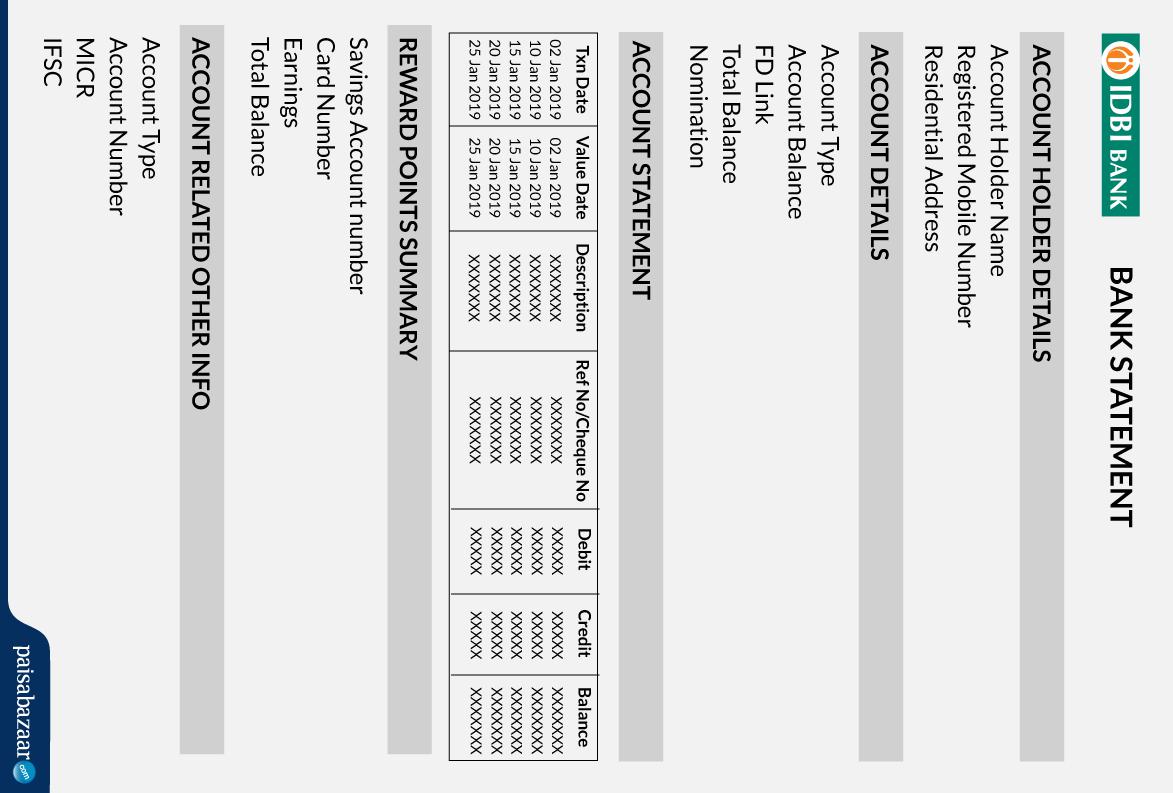 IDBI BANK
BANK STATEMENT
ACCOUNT HOLDER DETAILS
Account Holder Name
Registered Mobile Number
Residential Address
ACCOUNT DETAILS
Account Type
Account Balance
FD Link
Total Balance
Nomination
ACCOUNT STATEMENT
Txn Date Value Date Description Ref No/Cheque No Debit Credit Balance
02 Jan 2019 02 Jan 2019 XXXXXXX XXXXXXX XXXXX XXXXX XXXXXXX
10 Jan 2019 10 Jan 2019 XXXXXXX XXXXXXX XXXXX XXXXX XXXXXXX
15 Jan 2019 15 Jan 2019 XXXXXXX XXXXXXX XXXXX XXXXX XXXXXXX
20 Jan 2019 20 Jan 2019 XXXXXXX XXXXXXX XXXXX XXXXX XXXXXXX
25 Jan 2019 25 Jan 2019 XXXXXXX XXXXXXX XXXXX XXXXX XXXXXXX
REWARD POINTS SUMMARY
Savings Account number
Card Number
Earnings
Total Balance
ACCOUNT RELATED OTHER INFO
Account Type
Account Number
MICR
IFSC
paisabazaar com